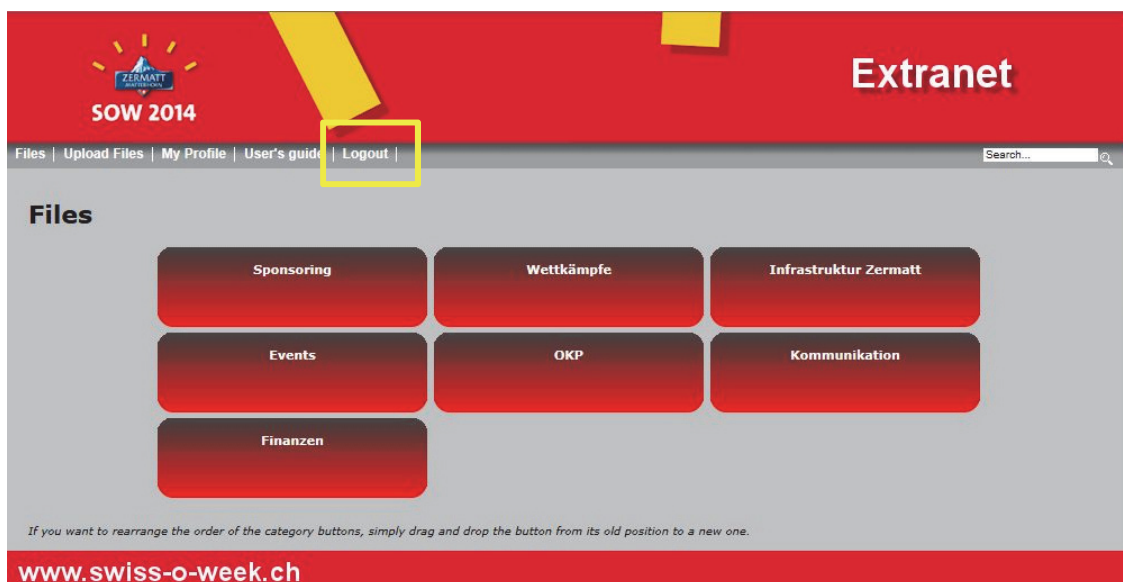 ZERMATT
MATTERHORN
SOW 2014
Extranet
Files | Upload Files | My Profile | User's guide | Logout |
Search...
Files
Sponsoring
Wettkämpfe
Infrastruktur Zermatt
Events
OKP
Kommunikation
Finanzen
If you want to rearrange the order of the category buttons, simply drag and drop the button from its old position to a new one.
www.swiss-o-week.ch